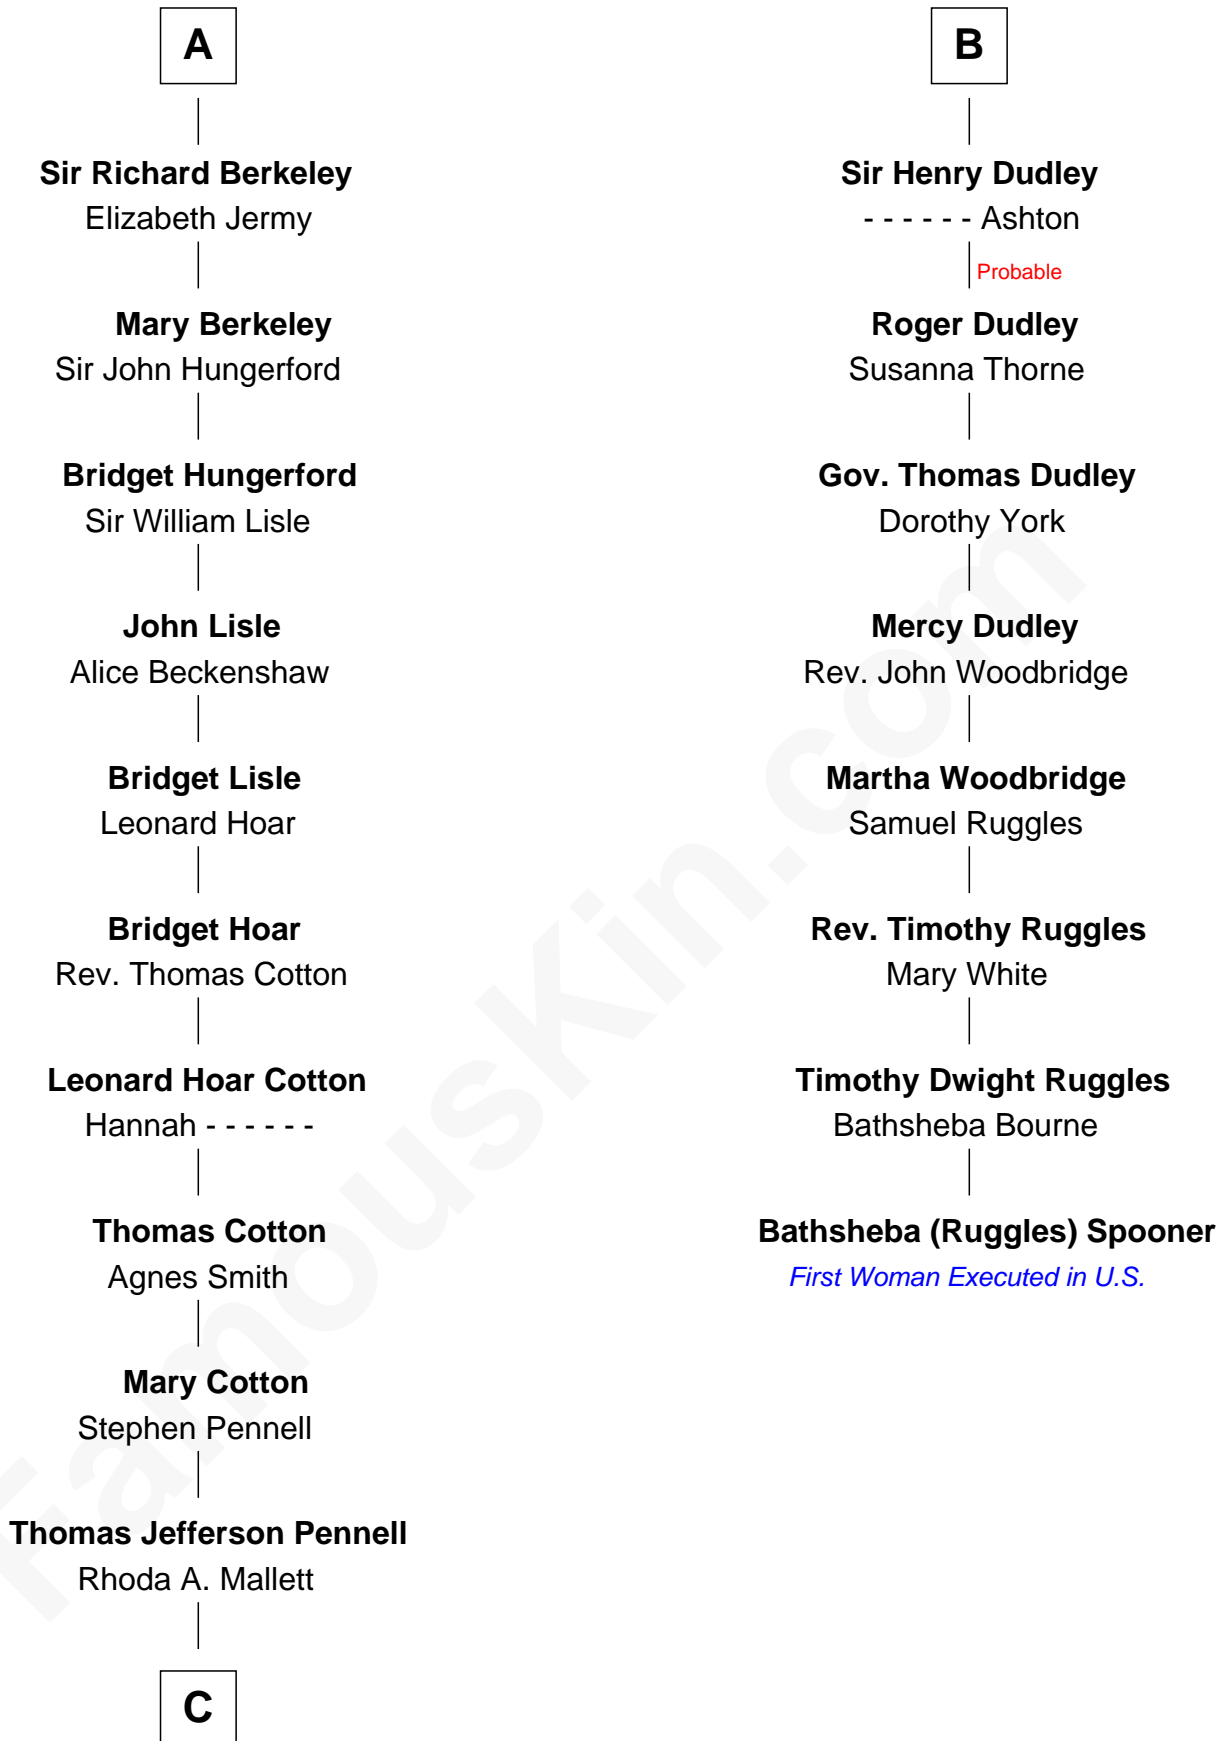 A
Sir Richard Berkeley
Elizabeth Jermy
Mary Berkeley
Sir John Hungerford
Bridget Hungerford
Sir William Lisle
John Lisle
Alice Beckenshaw
Bridget Lisle
Leonard Hoar
Bridget Hoar
Rev. Thomas Cotton
Leonard Hoar Cotton
Hannah - - - - - -
Thomas Cotton
Agnes Smith
Mary Cotton
Stephen Pennell
Thomas Jefferson Pennell
Rhoda A. Mallett
C
B
Sir Henry Dudley
- - - - - - Ashton
Probable
Roger Dudley
Susanna Thorne
Gov. Thomas Dudley
Dorothy York
Mercy Dudley
Rev. John Woodbridge
Martha Woodbridge
Samuel Ruggles
Rev. Timothy Ruggles
Mary White
Timothy Dwight Ruggles
Bathsheba Bourne
Bathsheba (Ruggles) Spooner
First Woman Executed in U.S.
FamousKin.com